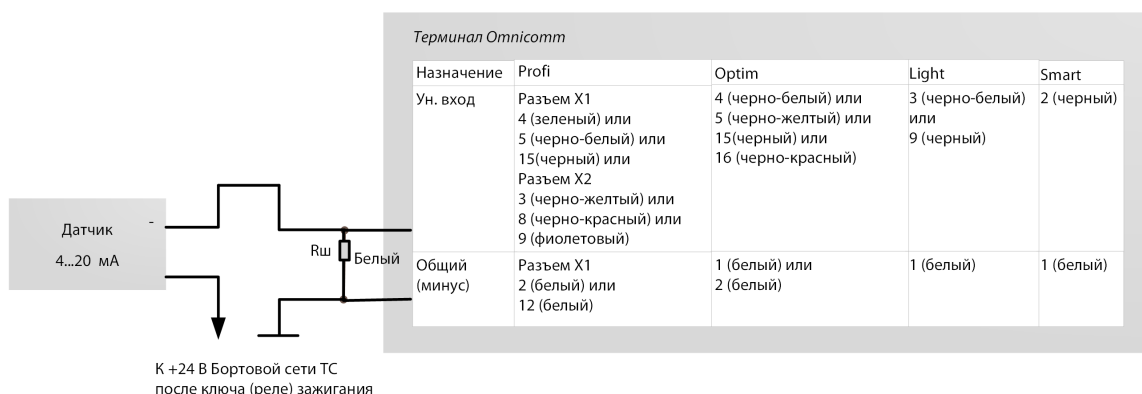 Терминал Omnicomm
Назначение Profi Optim Light Smart
Ун. вход
Разъем X1
4 (зеленый) или
5 (черно-белый) или
15(черный) или
Разъем X2
3 (черно-желтый) или
8 (черно-красный) или
9 (фиолетовый)
4 (черно-белый) или
5 (черно-желтый) или
15(черный) или
16 (черно-красный)
3 (черно-белый)
или
9 (черный)
2 (черный)
Общий
(минус)
Разъем X1
2 (белый) или
12 (белый)
1 (белый) или
2 (белый)
1 (белый)
1 (белый)
Датчик
4...20 мА
-
Rш
Белый
К +24 В Бортовой сети ТС
после ключа (реле) зажигания